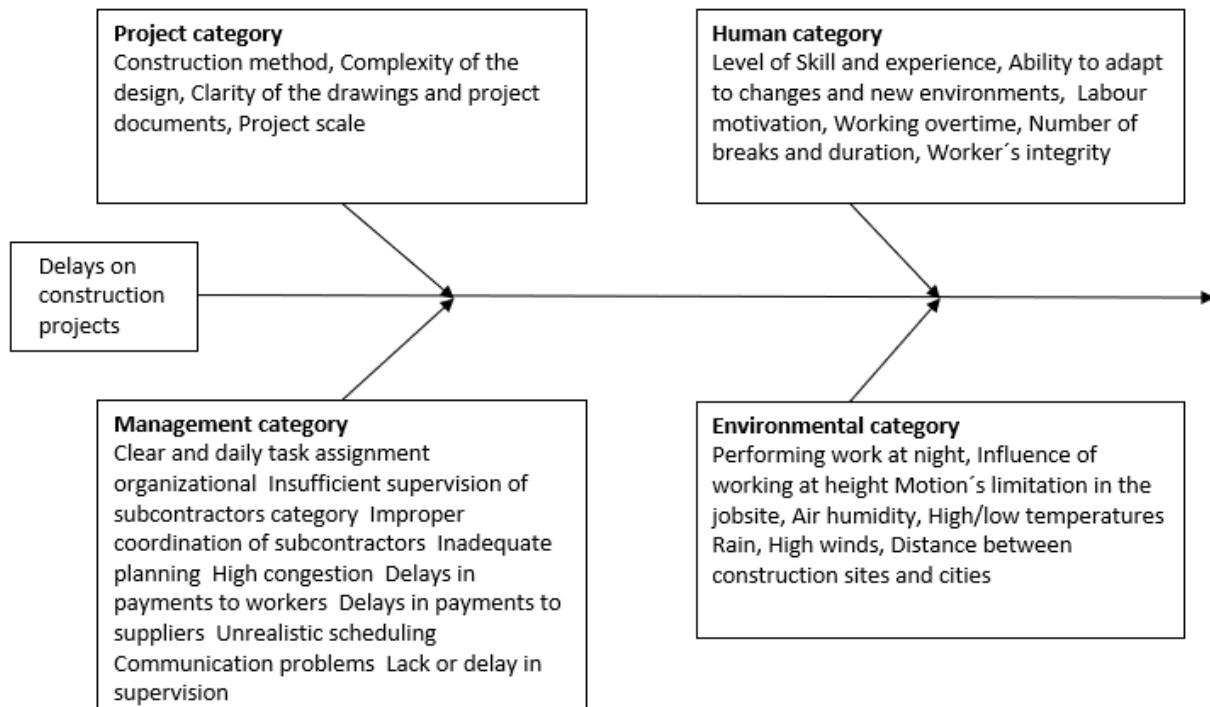 Project category
Construction method, Complexity of the
design, Clarity of the drawings and project
documents, Project scale
Human category
Level of Skill and experience, Ability to adapt
to changes and new environments,  Labour
motivation, Working overtime, Number of
breaks and duration, Worker´s integrity
Delays on
construction
projects
Management category
Clear and daily task assignment
organizational  Insufficient supervision of
subcontractors category  Improper
coordination of subcontractors  Inadequate
planning  High congestion  Delays in
payments to workers  Delays in payments to
suppliers  Unrealistic scheduling
Communication problems  Lack or delay in
supervision
Environmental category
Performing work at night, Influence of
working at height Motion´s limitation in the
jobsite, Air humidity, High/low temperatures
Rain, High winds, Distance between
construction sites and cities